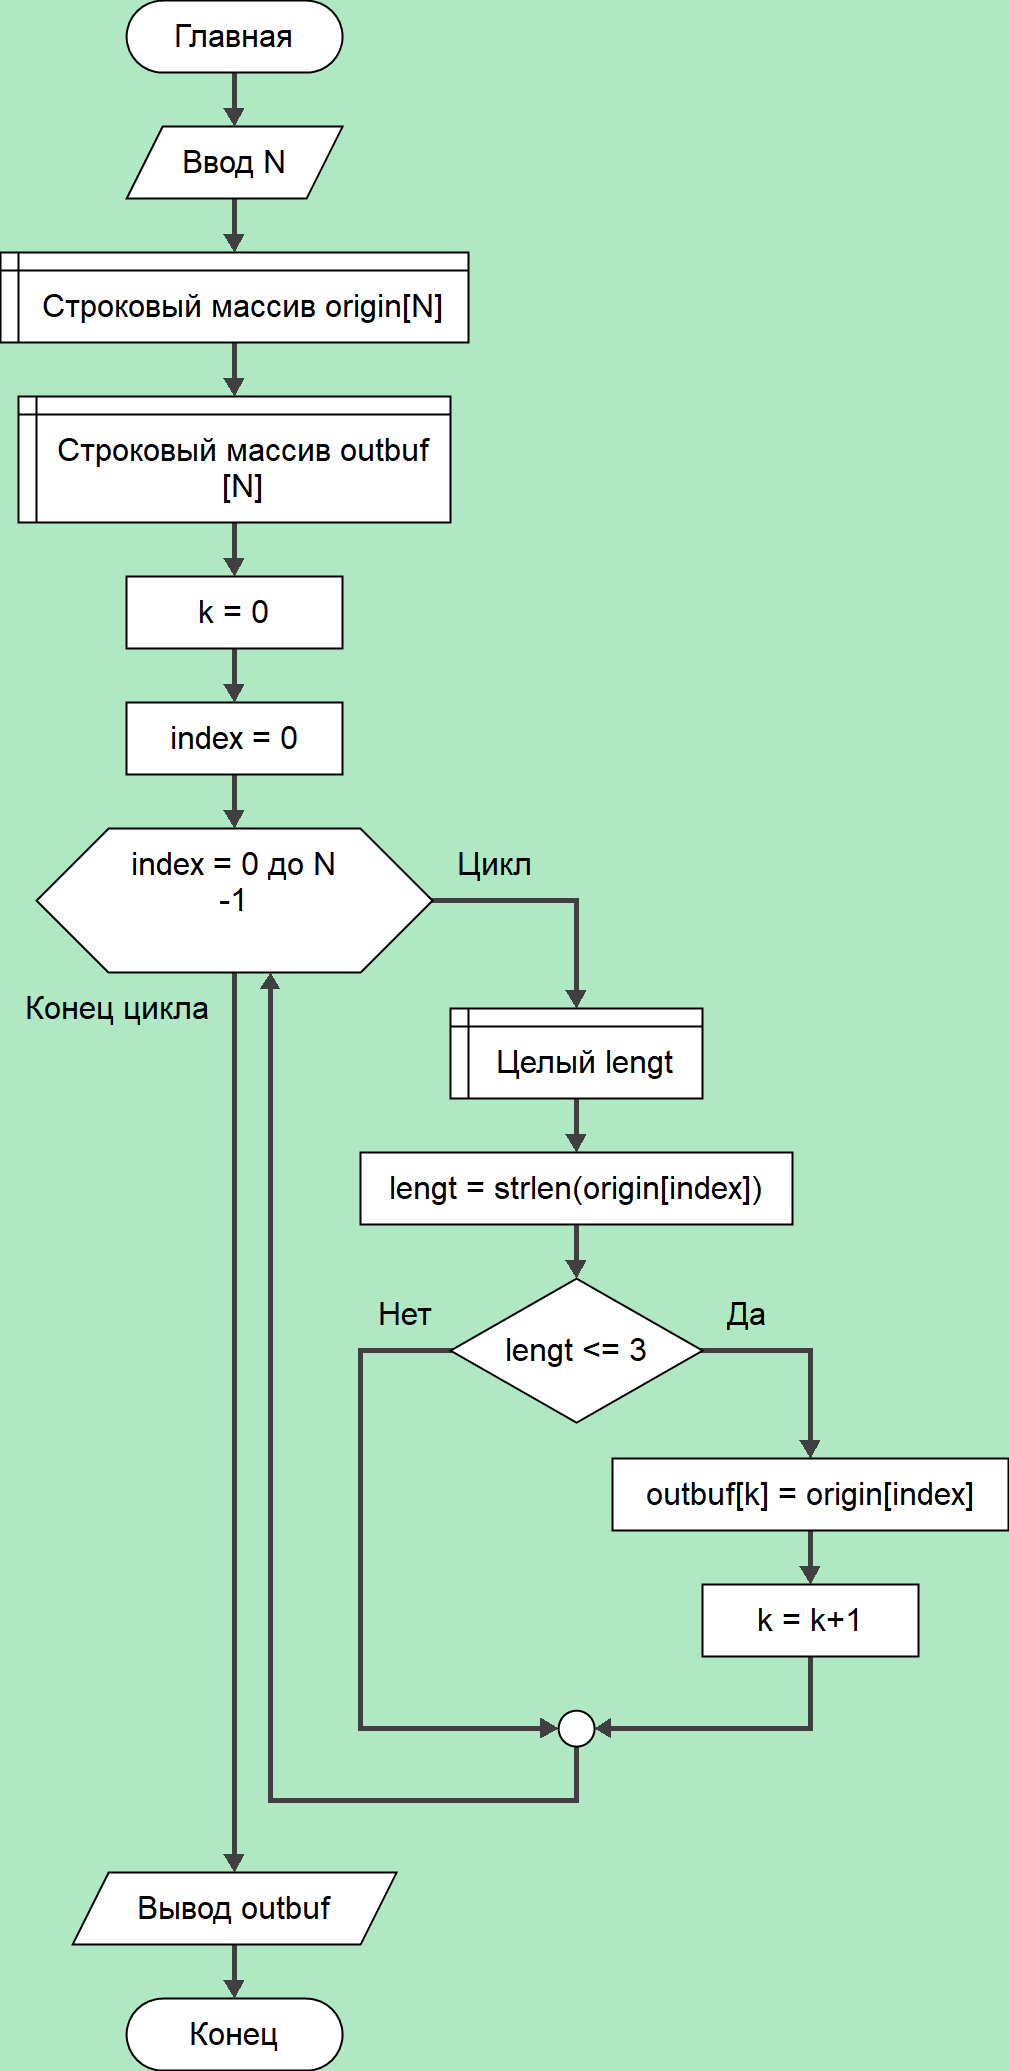 Главная
Ввод N
Строковый массив origin[N]
Строковый массив outbuf
[N]
k = 0
index = 0
index = 0 до N
-1
Цикл
Конец цикла
Целый lengt
lengt = strlen(origin[index])
Нет
Да
lengt <= 3
outbuf[k] = origin[index]
k = k+1
Вывод outbuf
Конец